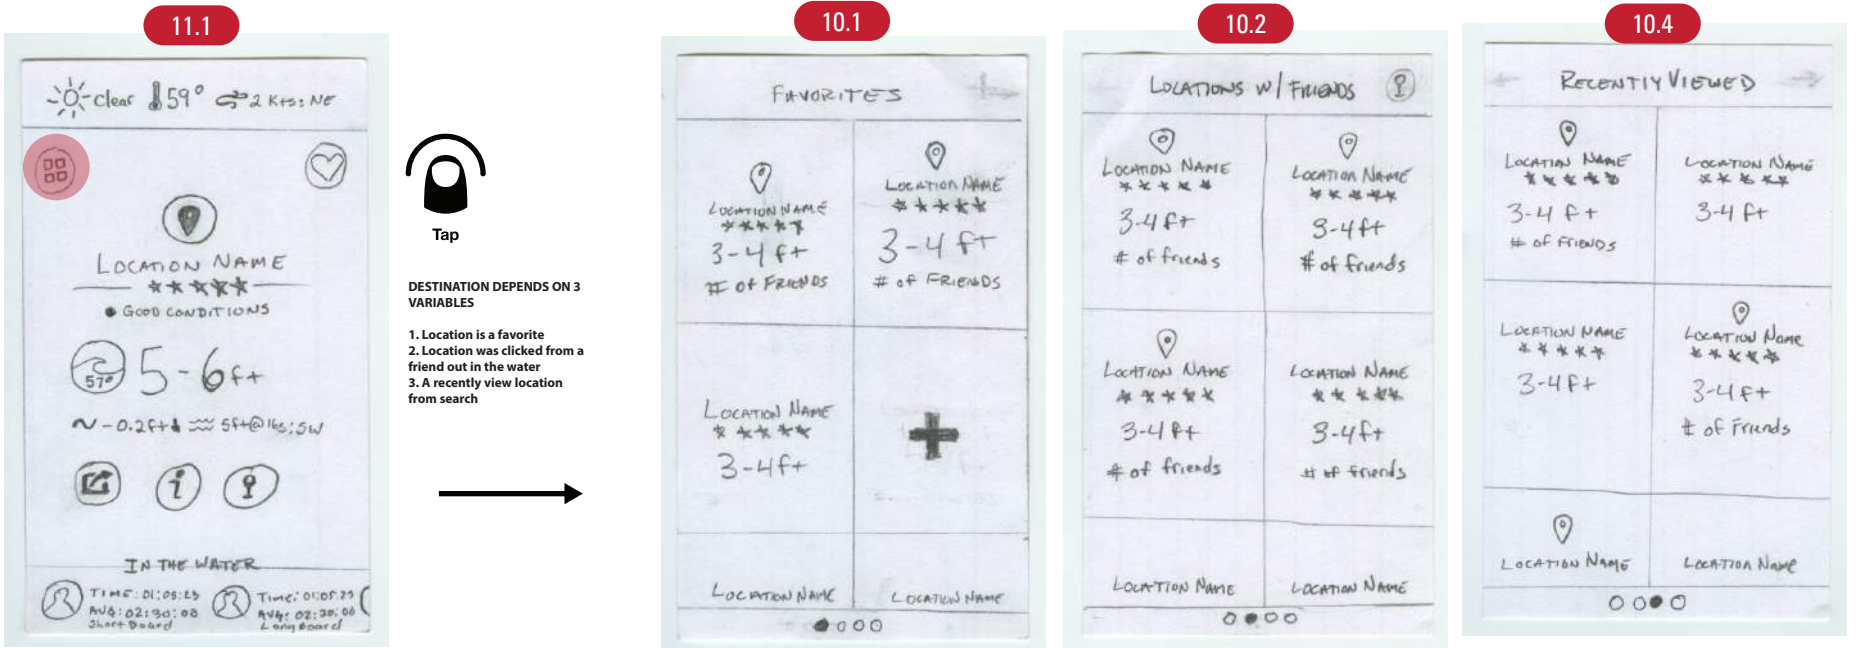 11.1
clear 59° 2 Kts: NE
LOCATION NAME
GOOD CONDITIONS
57° 5-6ft
~ -0.2ft 5ft@16s:SW
i
IN THE WATER
TIME: 01:05:23
AVG: 02:30:00
Short Board
Time: 01:05:23
AVG: 02:30:00
Long Board
Tap
DESTINATION DEPENDS ON 3
VARIABLES
1. Location is a favorite
2. Location was clicked from a
friend out in the water
3. A recently view location
from search
10.1
FAVORITES
LOCATION NAME
3-4 ft
# OF FRIENDS
LOCATION NAME
3-4 ft
# OF FRIENDS
LOCATION NAME
3-4ft
LOCATION NAME
LOCATION NAME
10.2
LOCATIONS W/ FRIENDS
LOCATION NAME
3-4ft
# of friends
LOCATION NAME
3-4ft
# of friends
LOCATION NAME
3-4ft
# of friends
LOCATION NAME
3-4ft
# of friends
LOCATION NAME
LOCATION NAME
10.4
RECENTLY VIEWED
LOCATION NAME
3-4 ft
# OF FRIENDS
LOCATION NAME
3-4ft
LOCATION NAME
3-4ft
LOCATION NAME
3-4ft
# of Friends
LOCATION NAME
LOCATION NAME